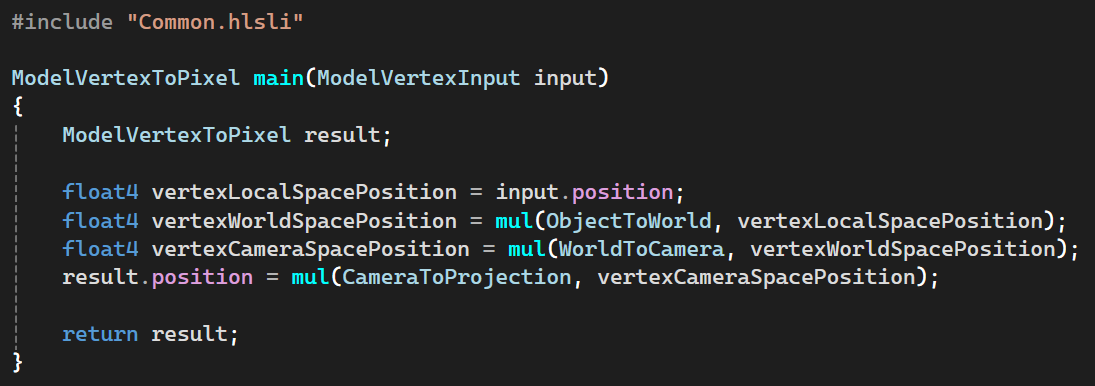 #include "Common.hlsli"
ModelVertexToPixel main(ModelVertexInput input)
{
ModelVertexToPixel result;
float4 vertexLocalSpacePosition = input.position;
float4 vertexWorldSpacePosition = mul(ObjectToWorld, vertexLocalSpacePosition);
float4 vertexCameraSpacePosition = mul(WorldToCamera, vertexWorldSpacePosition);
result.position = mul(CameraToProjection, vertexCameraSpacePosition);
return result;
}